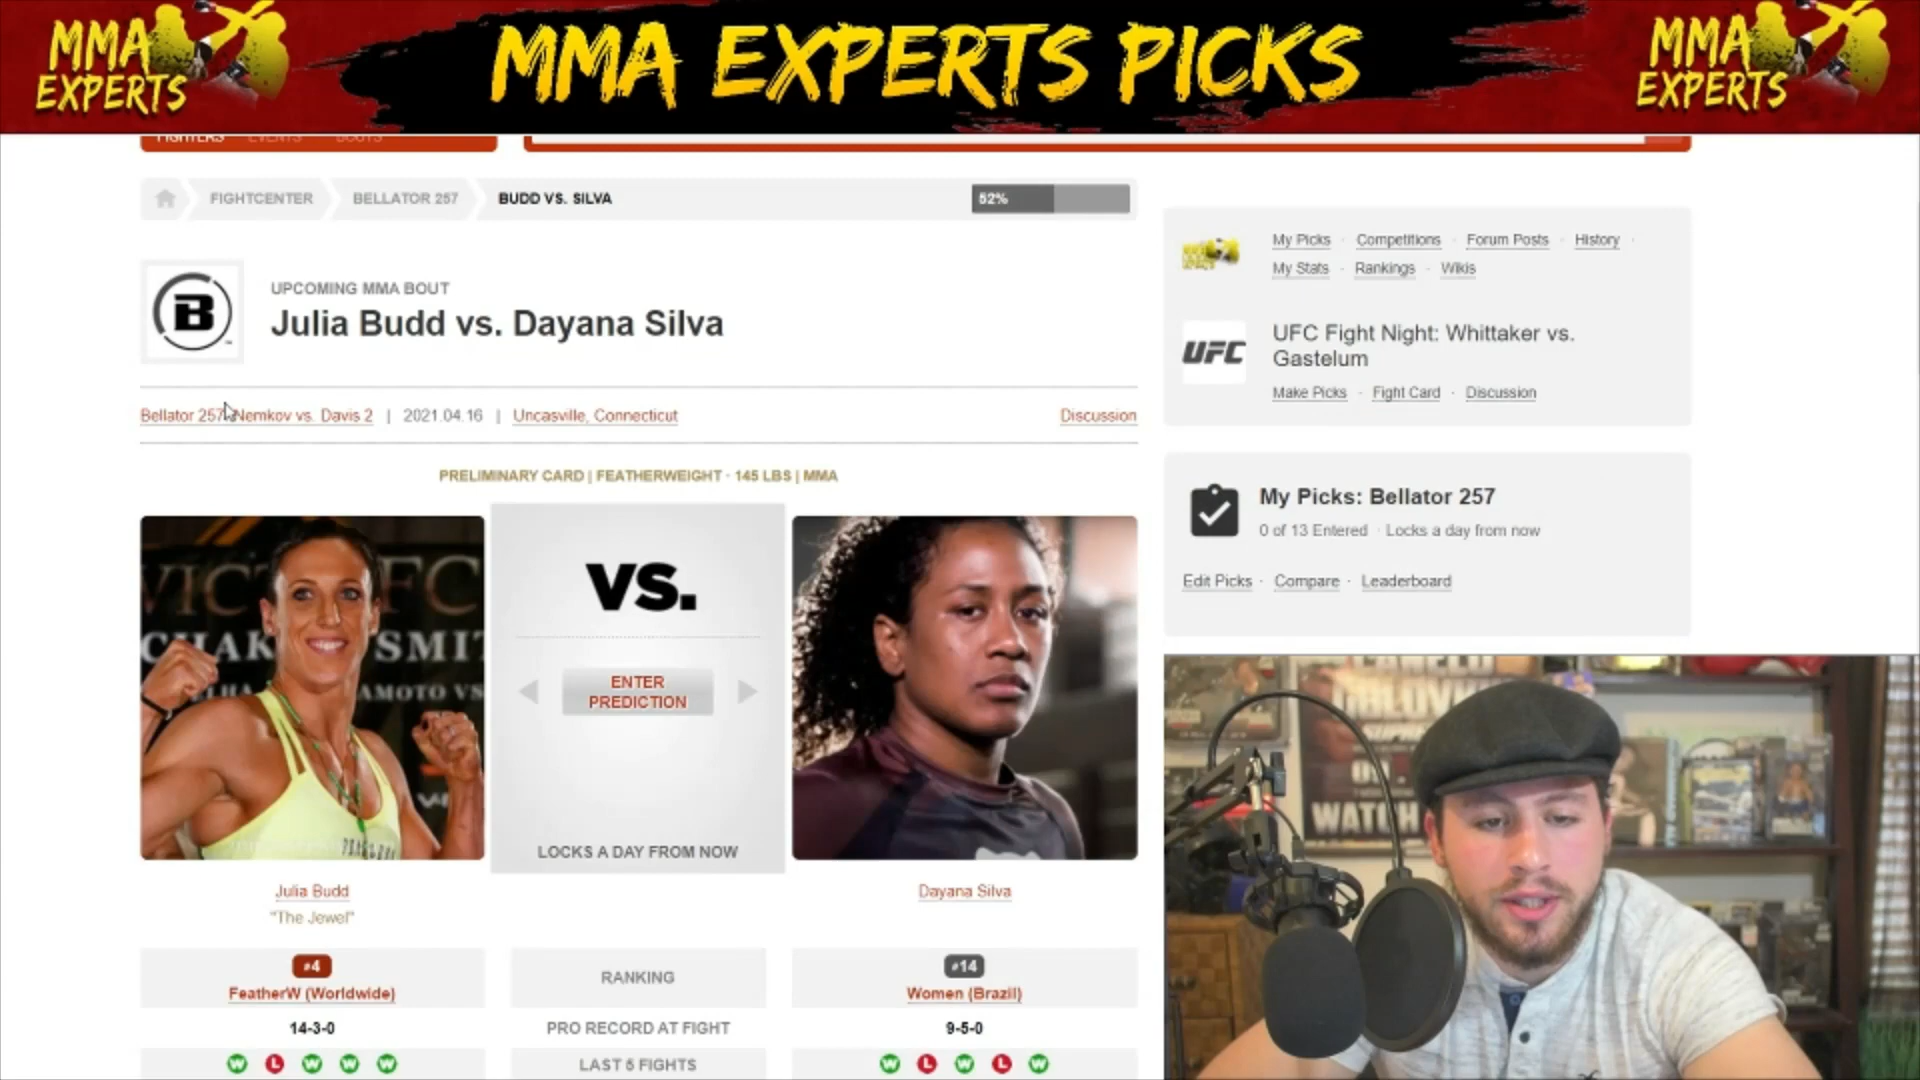 MMA EXPERTS
MMA EXPERTS PICKS
MMA EXPERTS
FIGHTERS EVENTS
FIGHTCENTER BELLATOR 257 BUDD VS. SILVA 52%
UPCOMING MMA BOUT
Julia Budd vs. Dayana Silva
Bellator 257: Nemkov vs. Davis 2 | 2021.04.16 | Uncasville, Connecticut Discussion
PRELIMINARY CARD | FEATHERWEIGHT · 145 LBS | MMA
VS.
ENTER
PREDICTION
LOCKS A DAY FROM NOW
Julia Budd
"The Jewel"
Dayana Silva
#4 RANKING #14
FeatherW (Worldwide) Women (Brazil)
14-3-0 PRO RECORD AT FIGHT 9-5-0
W L W W W LAST 5 FIGHTS W L W L W
My Picks · Competitions · Forum Posts · History ·
My Stats · Rankings · Wikis
UFC
UFC Fight Night: Whittaker vs.
Gastelum
Make Picks · Fight Card · Discussion
My Picks: Bellator 257
0 of 13 Entered · Locks a day from now
Edit Picks · Compare · Leaderboard
B
SMIT
WATCH